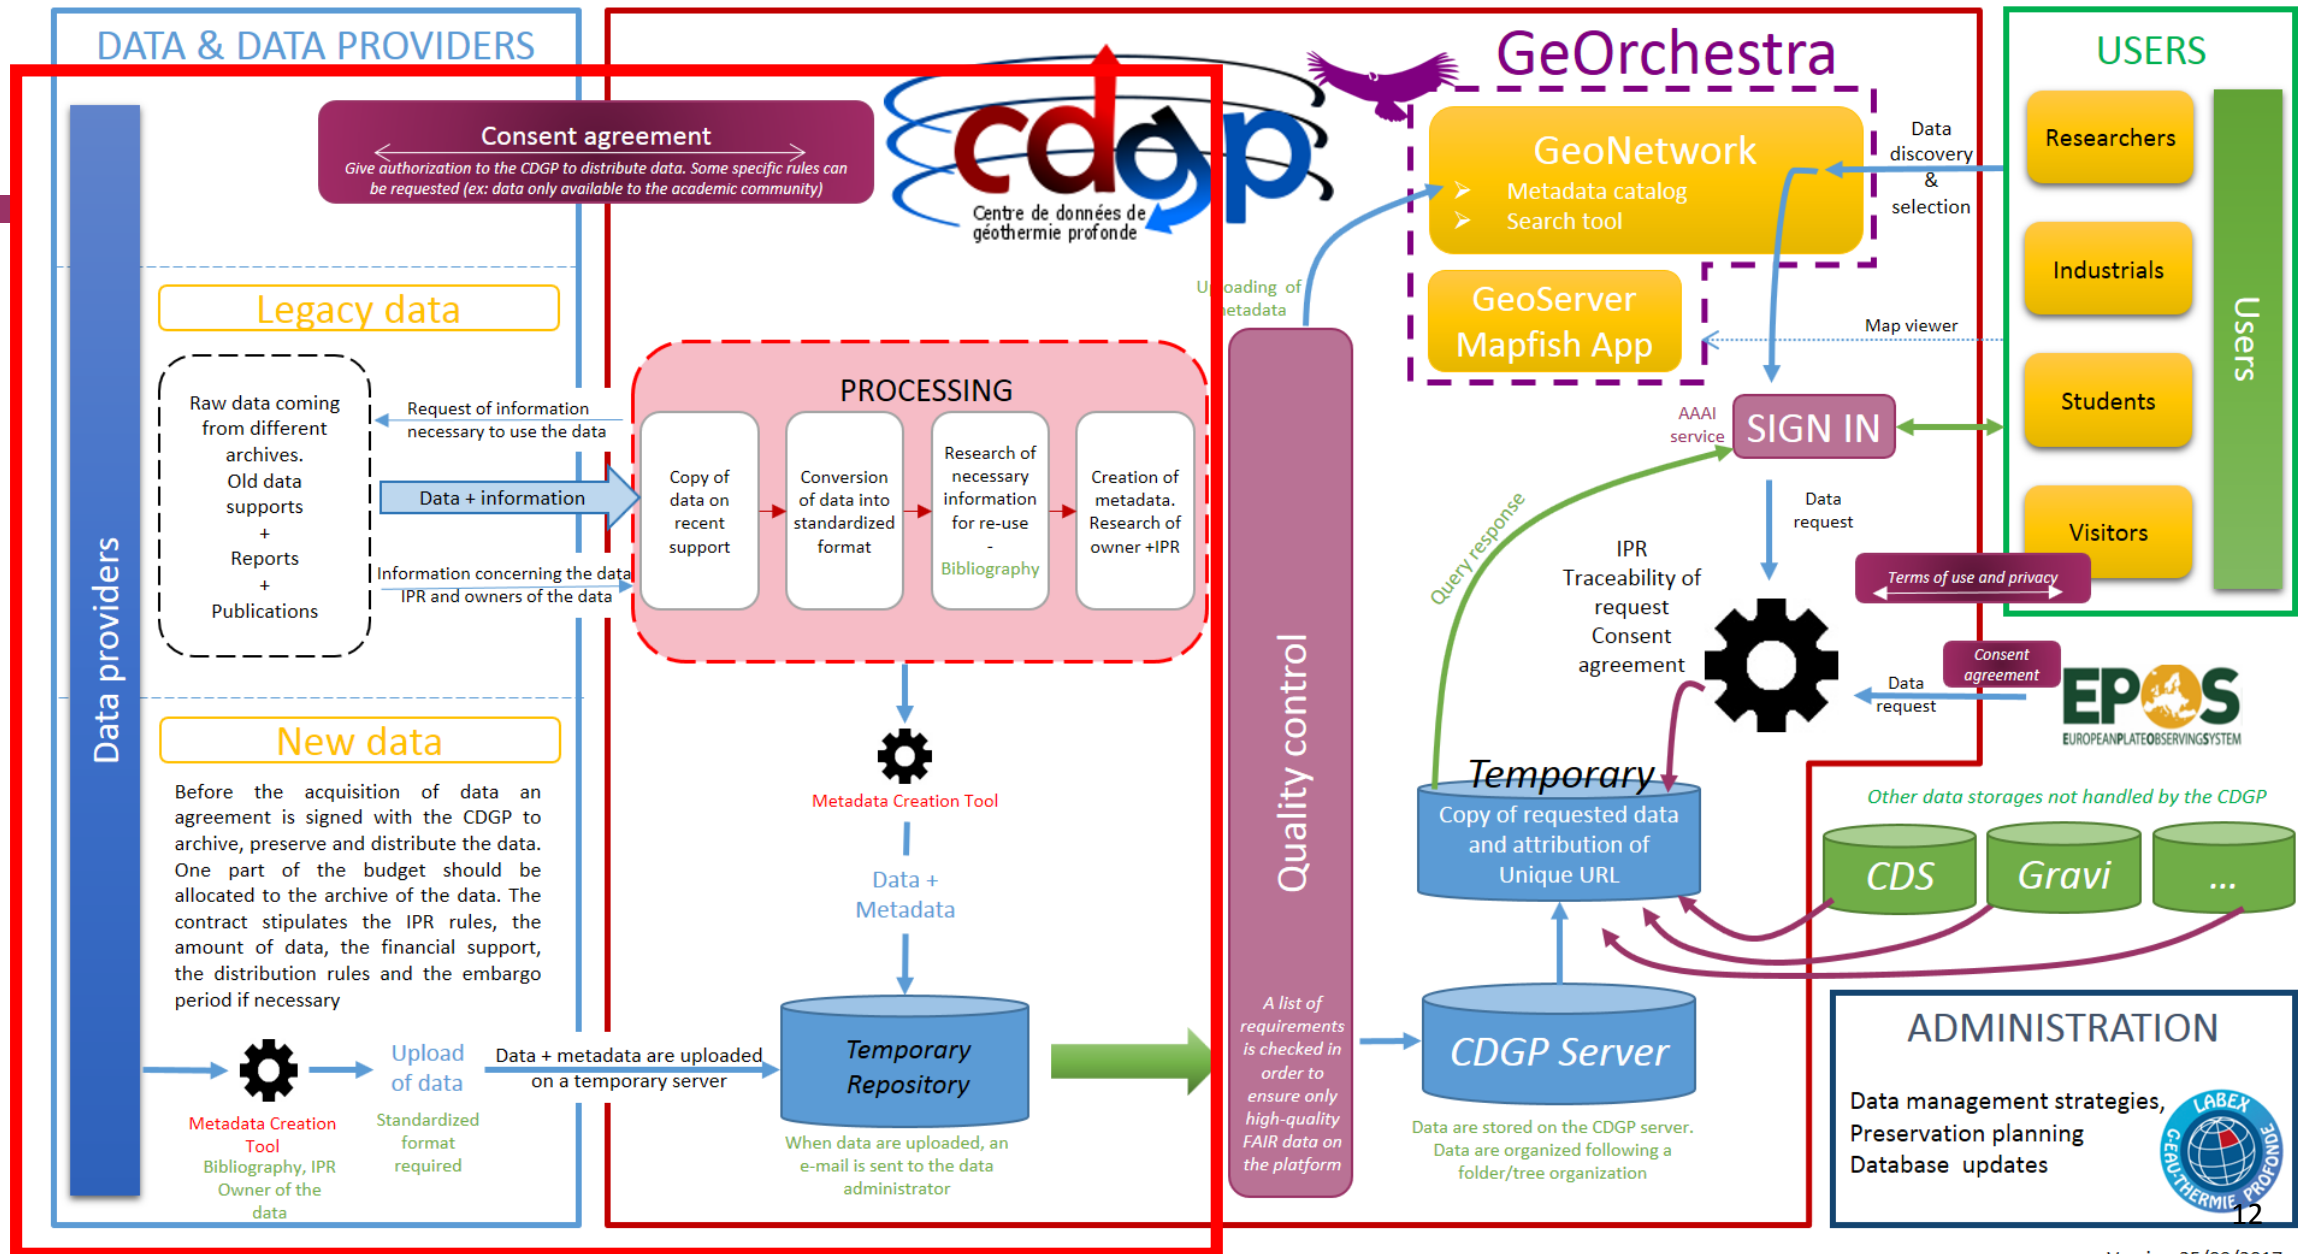 DATA & DATA PROVIDERS
Data providers
Consent agreement
Give authorization to the CDGP to distribute data. Some specific rules can
be requested (ex: data only available to the academic community)
Legacy data
Raw data coming
from different
archives.
Old data
supports
+
Reports
+
Publications
Request of information
necessary to use the data
Data + information
Information concerning the data
IPR and owners of the data
New data
Before the acquisition of data an
agreement is signed with the CDGP to
archive, preserve and distribute the data.
One part of the budget should be
allocated to the archive of the data. The
contract stipulates the IPR rules, the
amount of data, the financial support,
the distribution rules and the embargo
period if necessary
Metadata Creation
Tool
Bibliography, IPR
Owner of the
data
Upload
of data
Standardized
format
required
Data + metadata are uploaded
on a temporary server
cdgp
Centre de données de
géothermie profonde
PROCESSING
Copy of
data on
recent
support
Conversion
of data into
standardized
format
Research of
necessary
information
for re-use
-
Bibliography
Creation of
metadata.
Research of
owner +IPR
Metadata Creation Tool
Data +
Metadata
Temporary
Repository
When data are uploaded, an
e-mail is sent to the data
administrator
Uploading of
metadata
Quality control
A list of
requirements
is checked in
order to
ensure only
high-quality
FAIR data on
the platform
GeOrchestra
GeoNetwork
➢ Metadata catalog
➢ Search tool
GeoServer
Mapfish App
Data
discovery
&
selection
Map viewer
AAAI
service
SIGN IN
Query response
Data
request
IPR
Traceability of
request
Consent
agreement
Terms of use and privacy
Consent
agreement
Data
request
EPOS
EUROPEANPLATEOBSERVINGSYSTEM
Temporary
Copy of requested data
and attribution of
Unique URL
CDGP Server
Data are stored on the CDGP server.
Data are organized following a
folder/tree organization
Other data storages not handled by the CDGP
CDS
Gravi
...
USERS
Researchers
Industrials
Students
Visitors
Users
ADMINISTRATION
Data management strategies,
Preservation planning
Database updates
LABEX
G-EAU-THERMIE PROFONDE
12